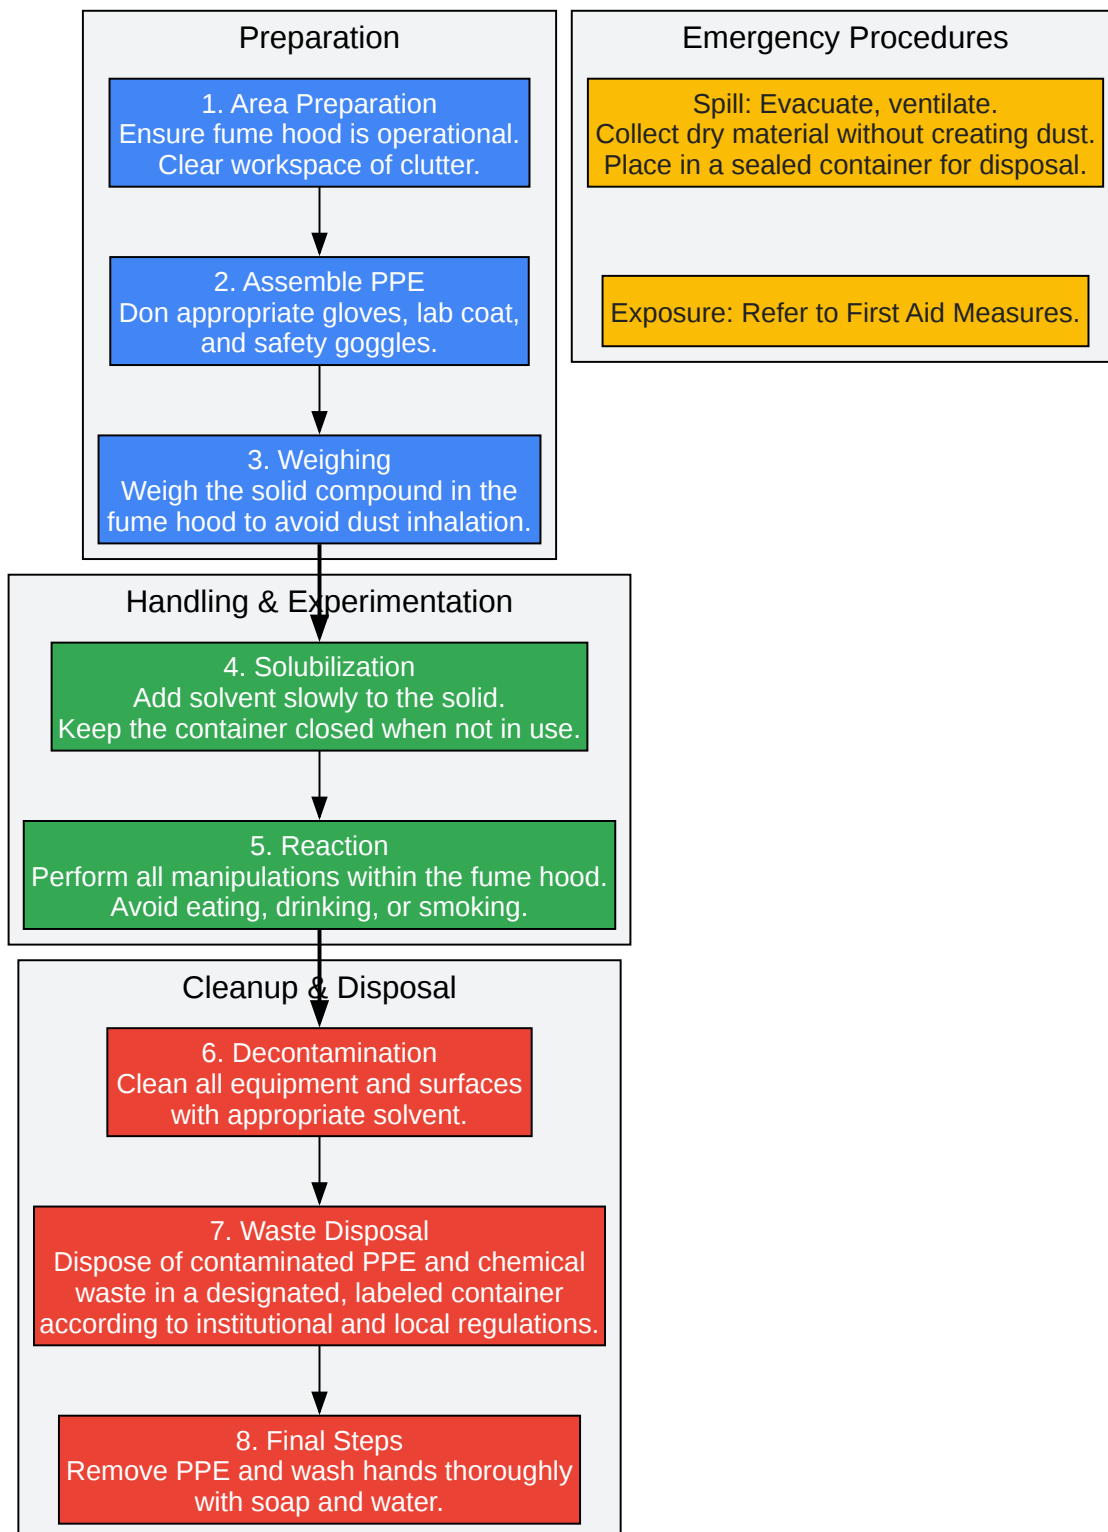 Preparation
1. Area Preparation
Ensure fume hood is operational.
Clear workspace of clutter.
2. Assemble PPE
Don appropriate gloves, lab coat,
and safety goggles.
3. Weighing
Weigh the solid compound in the
fume hood to avoid dust inhalation.
Emergency Procedures
Spill: Evacuate, ventilate.
Collect dry material without creating dust.
Place in a sealed container for disposal.
Exposure: Refer to First Aid Measures.
Handling & Experimentation
4. Solubilization
Add solvent slowly to the solid.
Keep the container closed when not in use.
5. Reaction
Perform all manipulations within the fume hood.
Avoid eating, drinking, or smoking.
Cleanup & Disposal
6. Decontamination
Clean all equipment and surfaces
with appropriate solvent.
7. Waste Disposal
Dispose of contaminated PPE and chemical
waste in a designated, labeled container
according to institutional and local regulations.
8. Final Steps
Remove PPE and wash hands thoroughly
with soap and water.